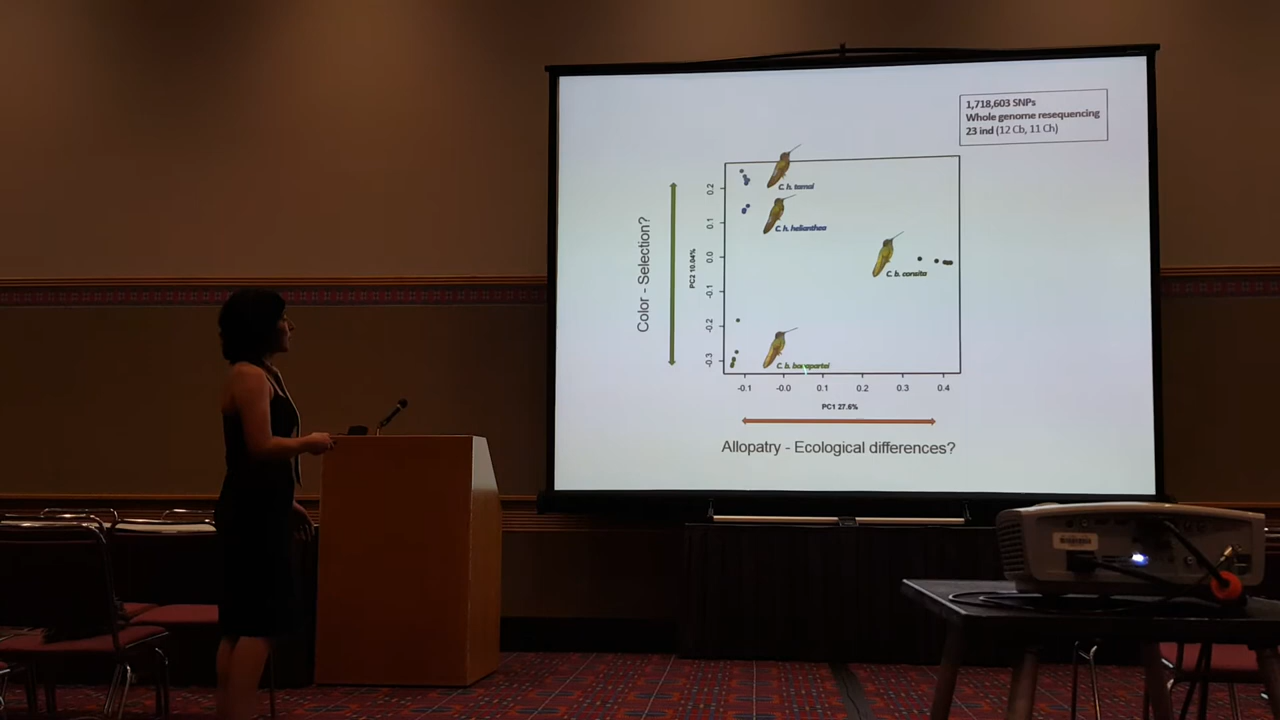 1,718,603 SNPs
Whole genome resequencing
23 ind (12 Cb, 11 Ch)
C. h. tamai
C. h. helianthea
C. b. consita
C. b. bonapartei
Color - Selection?
PC2 10.04%
0.2
0.1
0.0
-0.1
-0.2
-0.3
-0.1
-0.0
0.1
0.2
0.3
0.4
PC1 27.6%
Allopatry - Ecological differences?